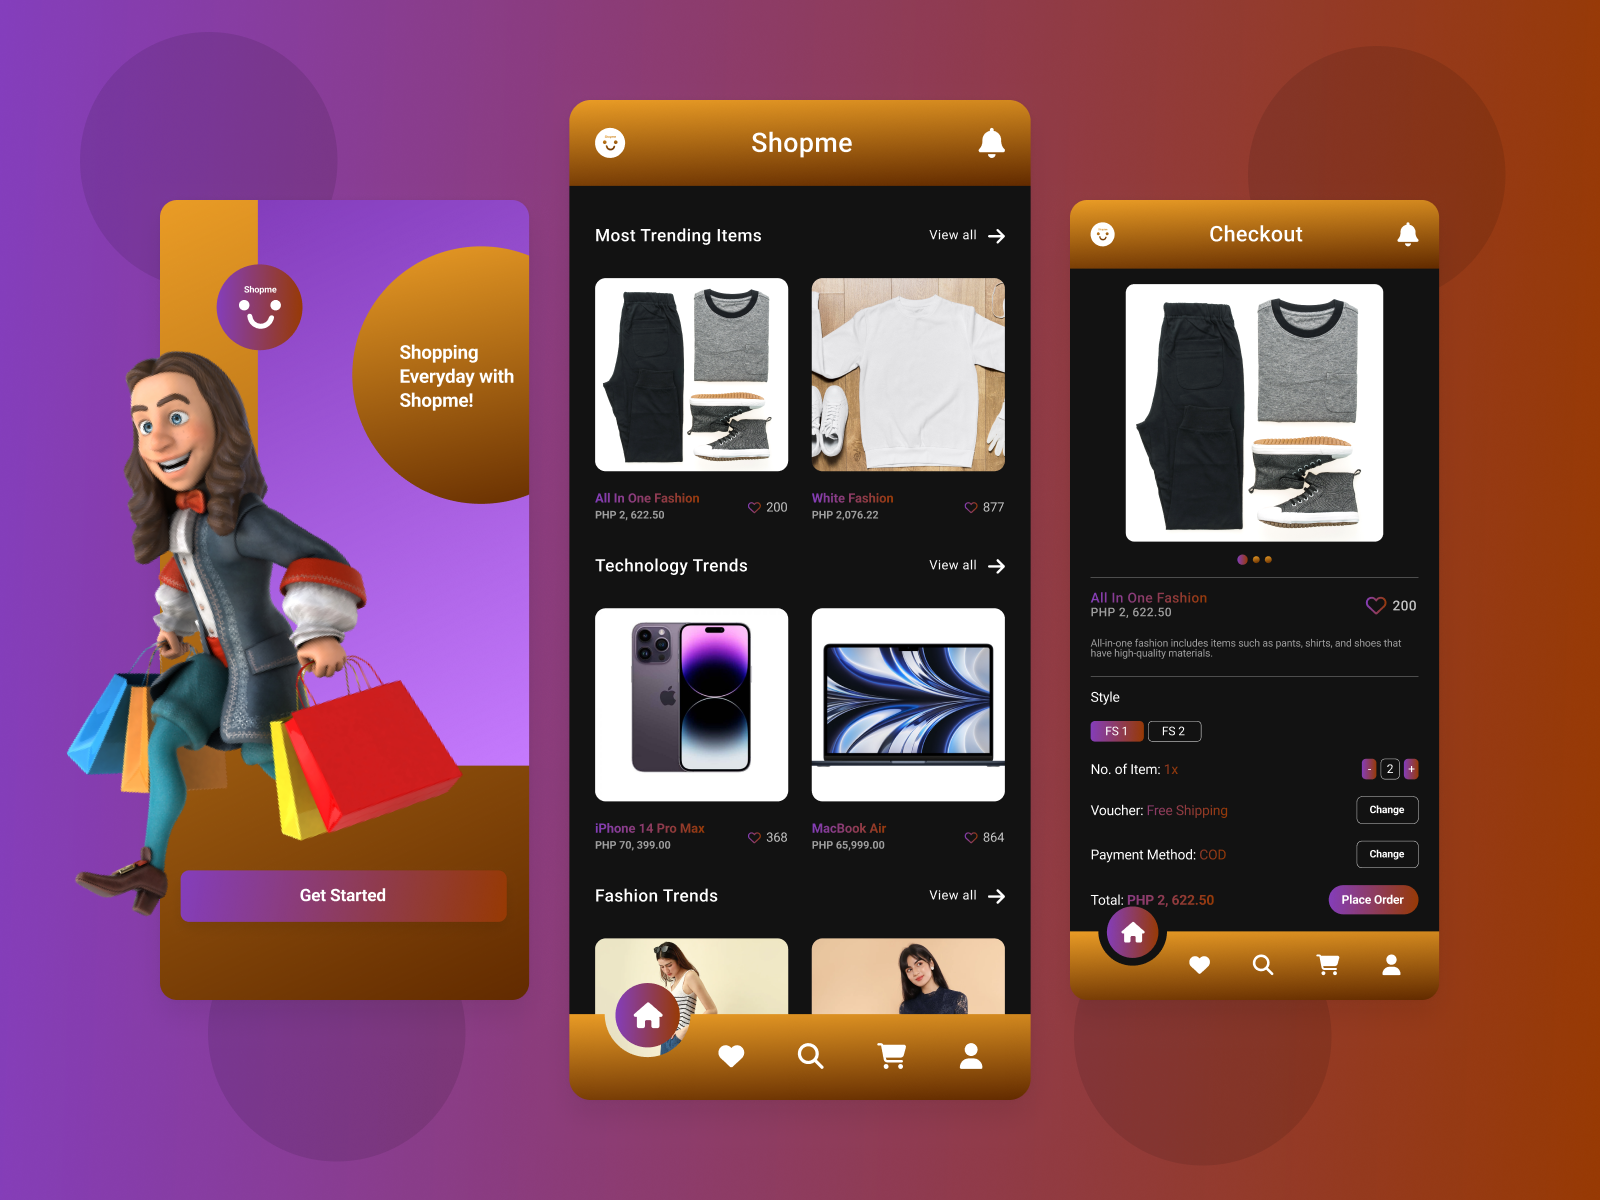 Shopme
Shopping
Everyday with
Shopme!
Get Started
Shopme
Most Trending Items
View all
All In One Fashion
PHP 2, 622.50
200
White Fashion
PHP 2,076.22
877
Technology Trends
View all
iPhone 14 Pro Max
PHP 70, 399.00
368
MacBook Air
PHP 65,999.00
864
Fashion Trends
View all
Checkout
All In One Fashion
PHP 2, 622.50
200
All-in-one fashion includes items such as pants, shirts, and shoes that
have high-quality materials.
Style
FS 1
FS 2
No. of Item: 1x
- 2 +
Voucher: Free Shipping
Change
Payment Method: COD
Change
Total: PHP 2, 622.50
Place Order